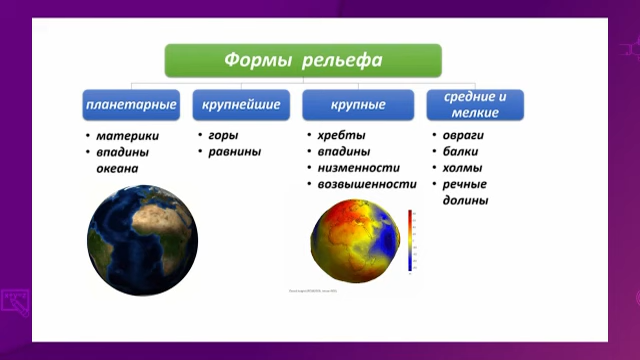 Формы рельефа
планетарные
• материки
• впадины
океана
крупнейшие
• горы
• равнины
крупные
• хребты
• впадины
• низменности
• возвышенности
средние и
мелкие
• овраги
• балки
• холмы
• речные
долины